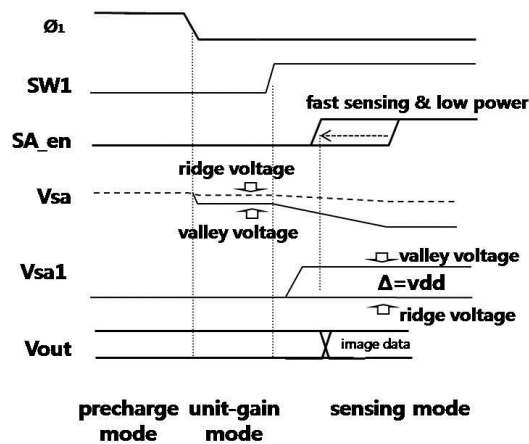 Ø1
SW1
fast sensing & low power
SA_en
ridge voltage
Vsa
valley voltage
valley voltage
Vsa1
Δ=vdd
ridge voltage
Vout
image data
precharge mode
unit-gain mode
sensing mode